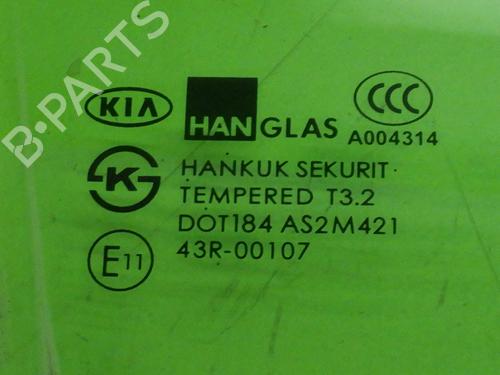 B-PARTS
KIA HANGLAS CCC
A004314
K S HANKUK SEKURIT
TEMPERED T3.2
DOT184 AS2M421
E11 43R-00107